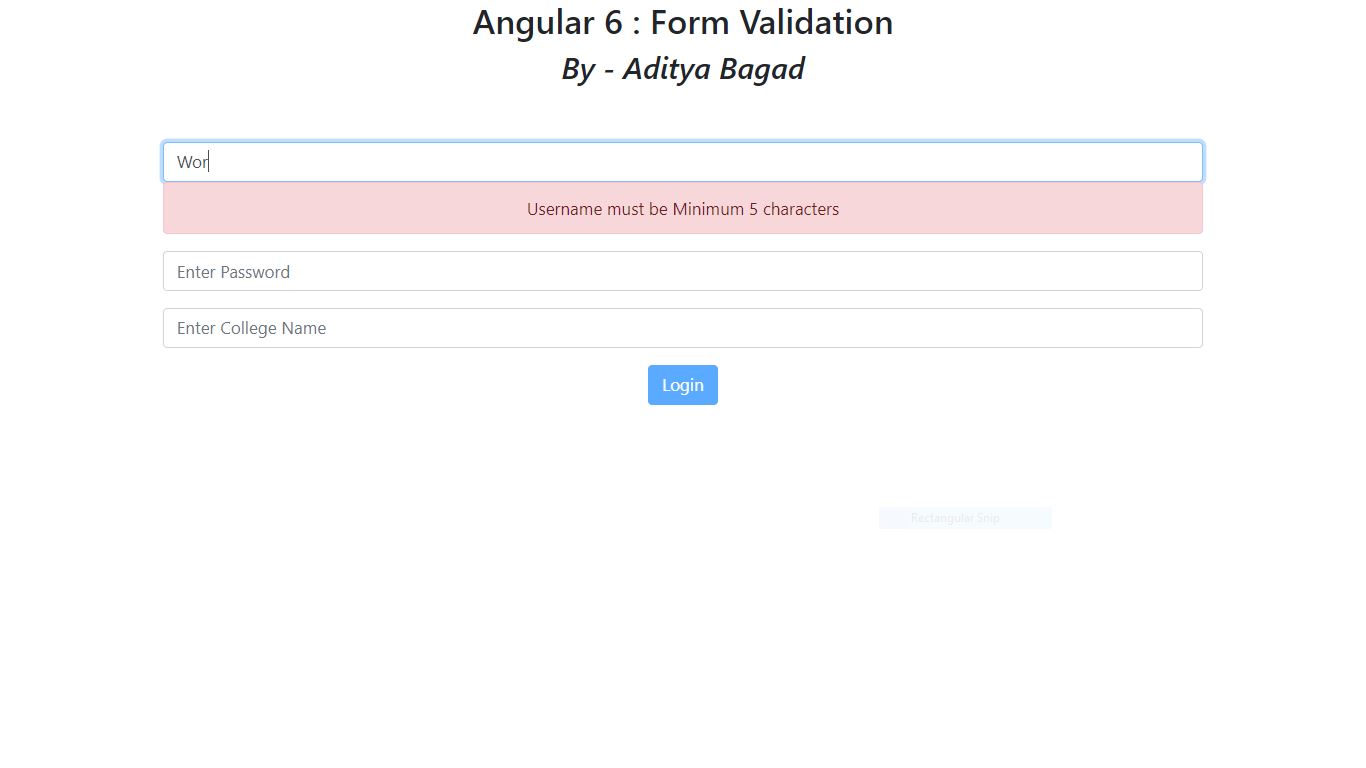 Angular 6 : Form Validation
By - Aditya Bagad
Wor
Username must be Minimum 5 characters
Enter Password
Enter College Name
Login
Rectangular Snip